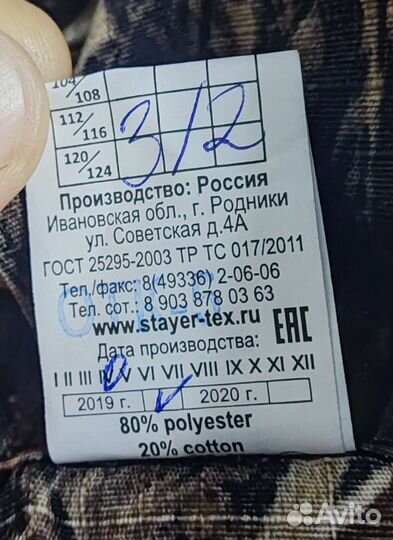 104/
108
112/
116
3/2
120/
124
Производство: Россия
Ивановская обл., г. Родники
ул. Советская д.4А
ГОСТ 25295-2003 ТР ТС 017/2011
Тел./факс: 8(49336) 2-06-06
Тел. сот.: 8 903 878 03 63
www.stayer-tex.ru
EAC
Дата производства:
I II III IV V VI VII VIII IX X XI XII
2019 г. 2020 г.
80% polyester
20% cotton
Avito